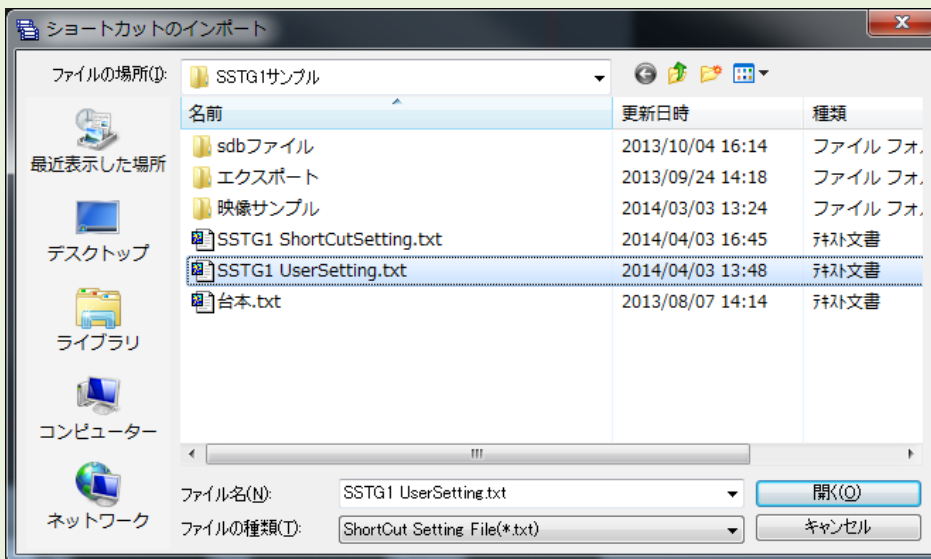 ショートカットのインポート
ファイルの場所(I):
SSTG1サンプル
最近表示した場所
デスクトップ
ライブラリ
コンピューター
ネットワーク
名前 更新日時 種類
sdbファイル 2013/10/04 16:14 ファイル フォ
エクスポート 2013/09/24 14:18 ファイル フォ
映像サンプル 2014/03/03 13:24 ファイル フォ
SSTG1 ShortCutSetting.txt 2014/04/03 16:45 テキスト文書
SSTG1 UserSetting.txt 2014/04/03 13:48 テキスト文書
台本.txt 2013/08/07 14:14 テキスト文書
ファイル名(N): SSTG1 UserSetting.txt 開く(O)
ファイルの種類(T): ShortCut Setting File(*.txt) キャンセル